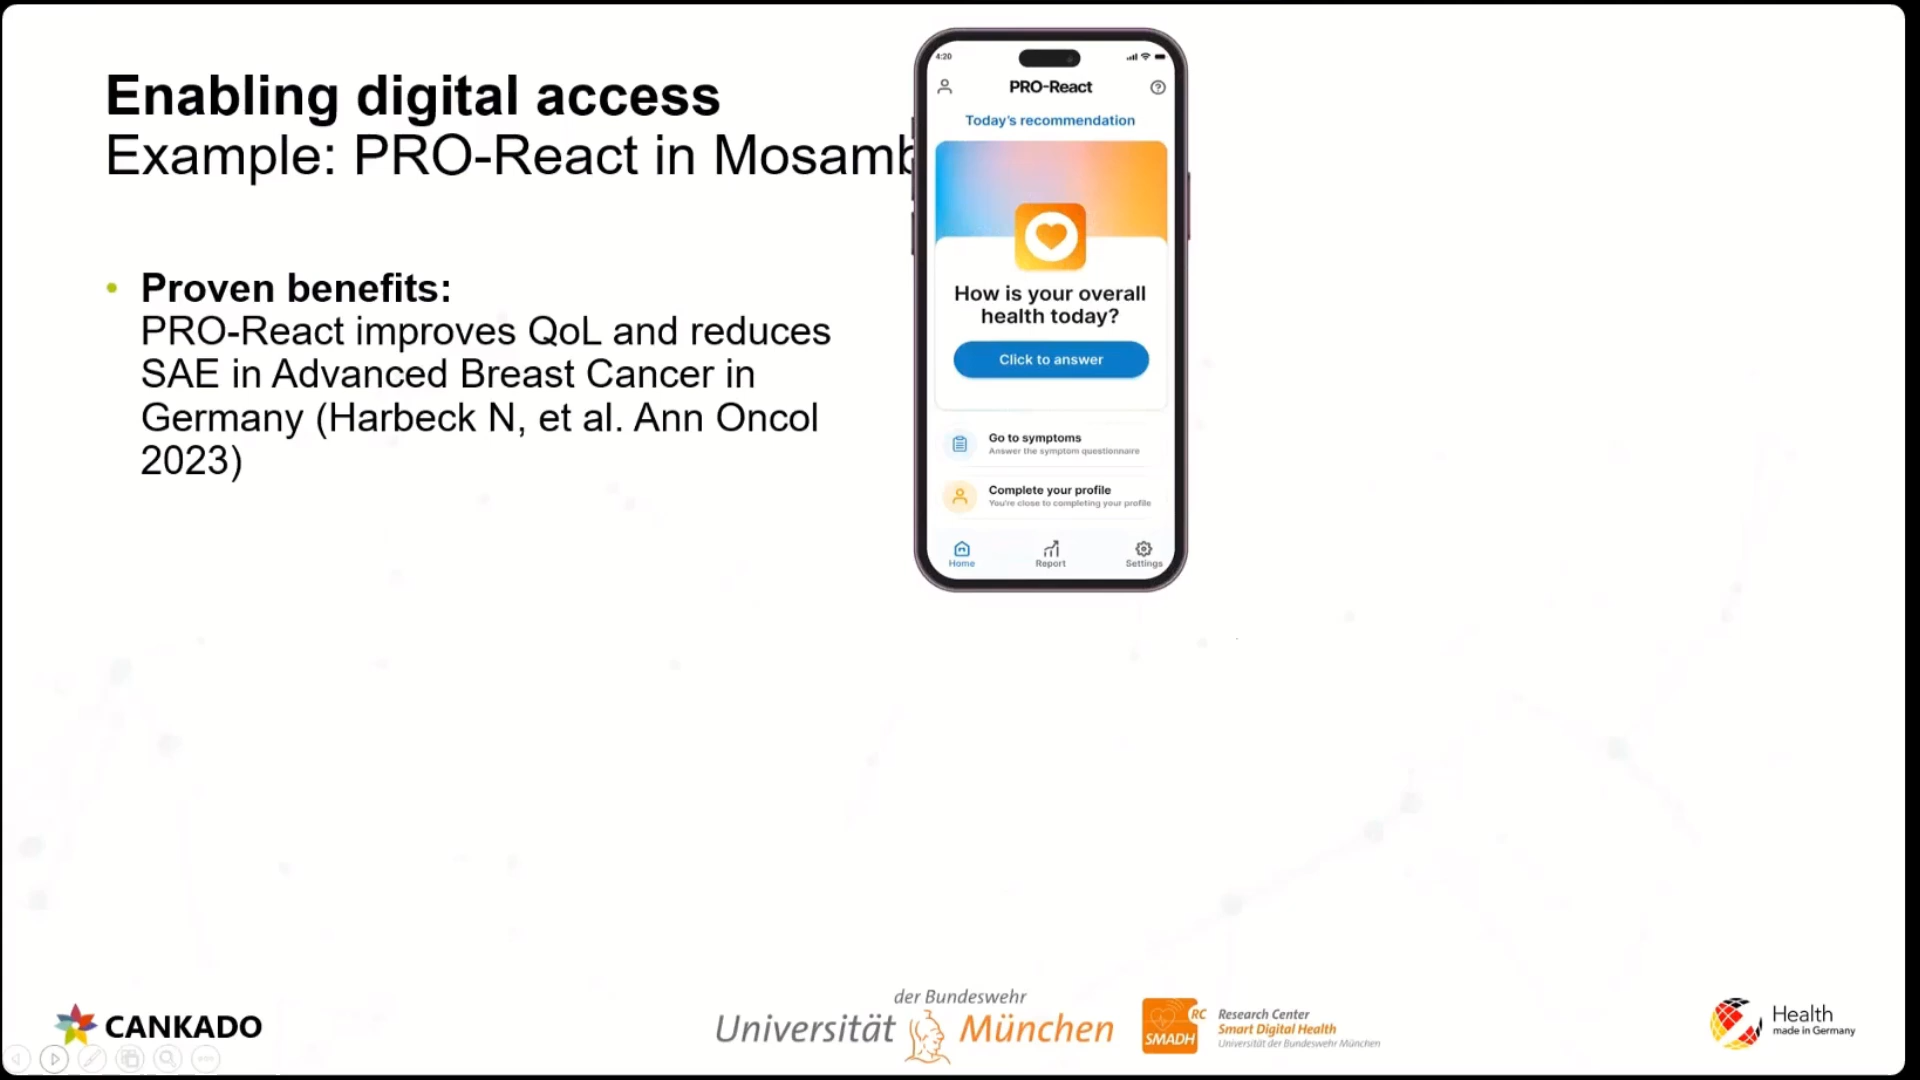 Enabling digital access
Example: PRO-React in Mosamb
Proven benefits:
PRO-React improves QoL and reduces
SAE in Advanced Breast Cancer in
Germany (Harbeck N, et al. Ann Oncol
2023)
4:20
PRO-React
Today's recommendation
How is your overall
health today?
Click to answer
Go to symptoms
Answer the symptom questionnaire
Complete your profile
You're close to completing your profile
Home
Report
Settings
CANKADO
der Bundeswehr
Universität München
SMADH
RC
Research Center
Smart Digital Health
Universität der Bundeswehr München
Health
made in Germany